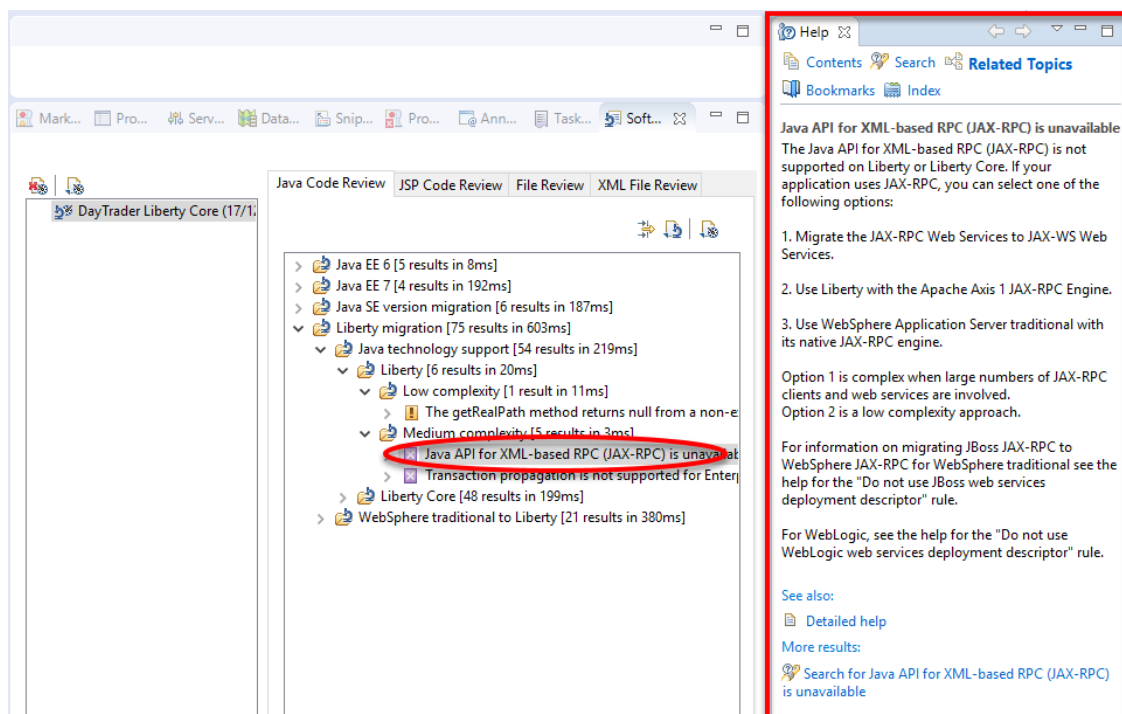 Mark... Pro... Serv... Data... Snip... Pro... Ann... Task... Soft...
DayTrader Liberty Core (17/12
Java Code Review JSP Code Review File Review XML File Review
Java EE 6 [5 results in 8ms]
Java EE 7 [4 results in 192ms]
Java SE version migration [6 results in 187ms]
Liberty migration [75 results in 603ms]
Java technology support [54 results in 219ms]
Liberty [6 results in 20ms]
Low complexity [1 result in 11ms]
The getRealPath method returns null from a non-e
Medium complexity [5 results in 3ms]
Java API for XML-based RPC (JAX-RPC) is unavailab
Transaction propagation is not supported for Enterp
Liberty Core [48 results in 199ms]
WebSphere traditional to Liberty [21 results in 380ms]
Help
Contents Search Related Topics
Bookmarks Index
Java API for XML-based RPC (JAX-RPC) is unavailable
The Java API for XML-based RPC (JAX-RPC) is not
supported on Liberty or Liberty Core. If your
application uses JAX-RPC, you can select one of the
following options:
1. Migrate the JAX-RPC Web Services to JAX-WS Web
Services.
2. Use Liberty with the Apache Axis 1 JAX-RPC Engine.
3. Use WebSphere Application Server traditional with
its native JAX-RPC engine.
Option 1 is complex when large numbers of JAX-RPC
clients and web services are involved.
Option 2 is a low complexity approach.
For information on migrating JBoss JAX-RPC to
WebSphere JAX-RPC for WebSphere traditional see the
help for the "Do not use JBoss web services
deployment descriptor" rule.
For WebLogic, see the help for the "Do not use
WebLogic web services deployment descriptor" rule.
See also:
Detailed help
More results:
Search for Java API for XML-based RPC (JAX-RPC)
is unavailable